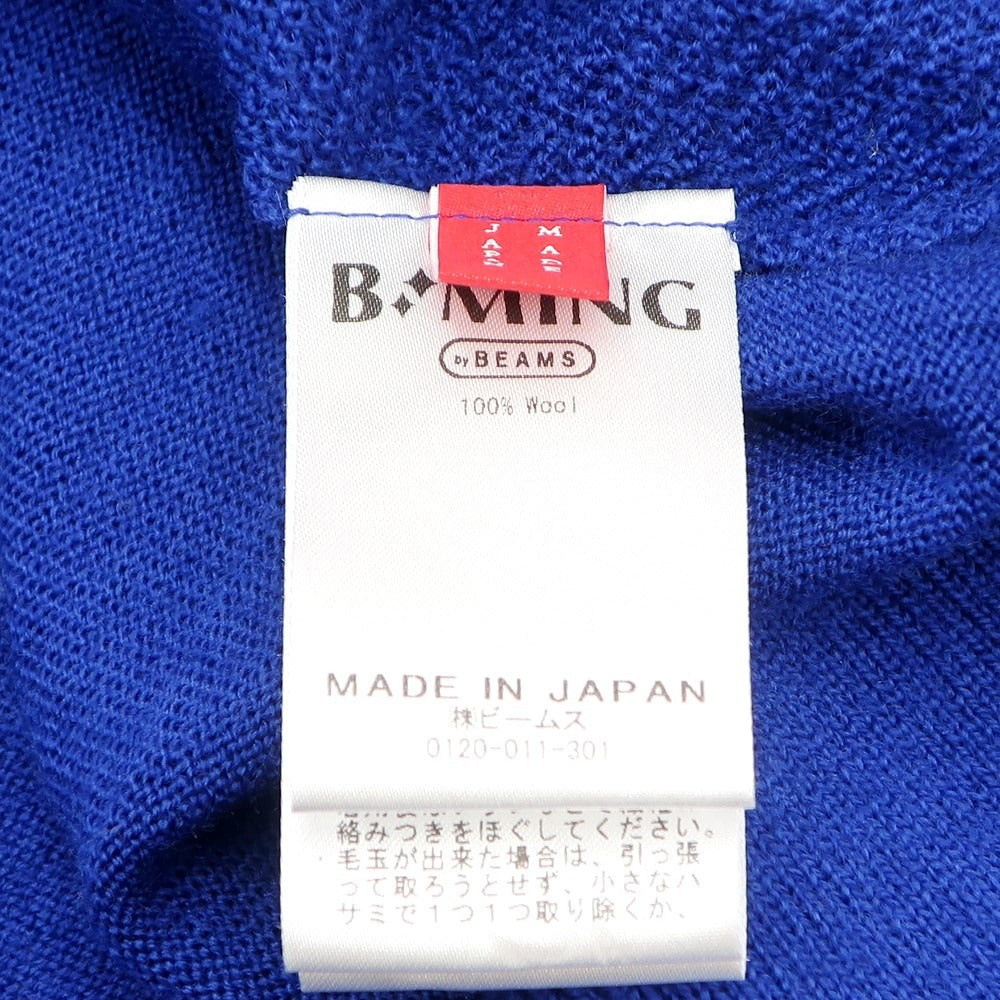 MADE
JAPAN
B:MING
by BEAMS
100% Wool
MADE IN JAPAN
㈱ビームス
0120-011-301
絡みつきをほぐしてください。
・毛玉が出来た場合は、引っ張
って取ろうとせず、小さなハ
サミで1つ1つ取り除くか、